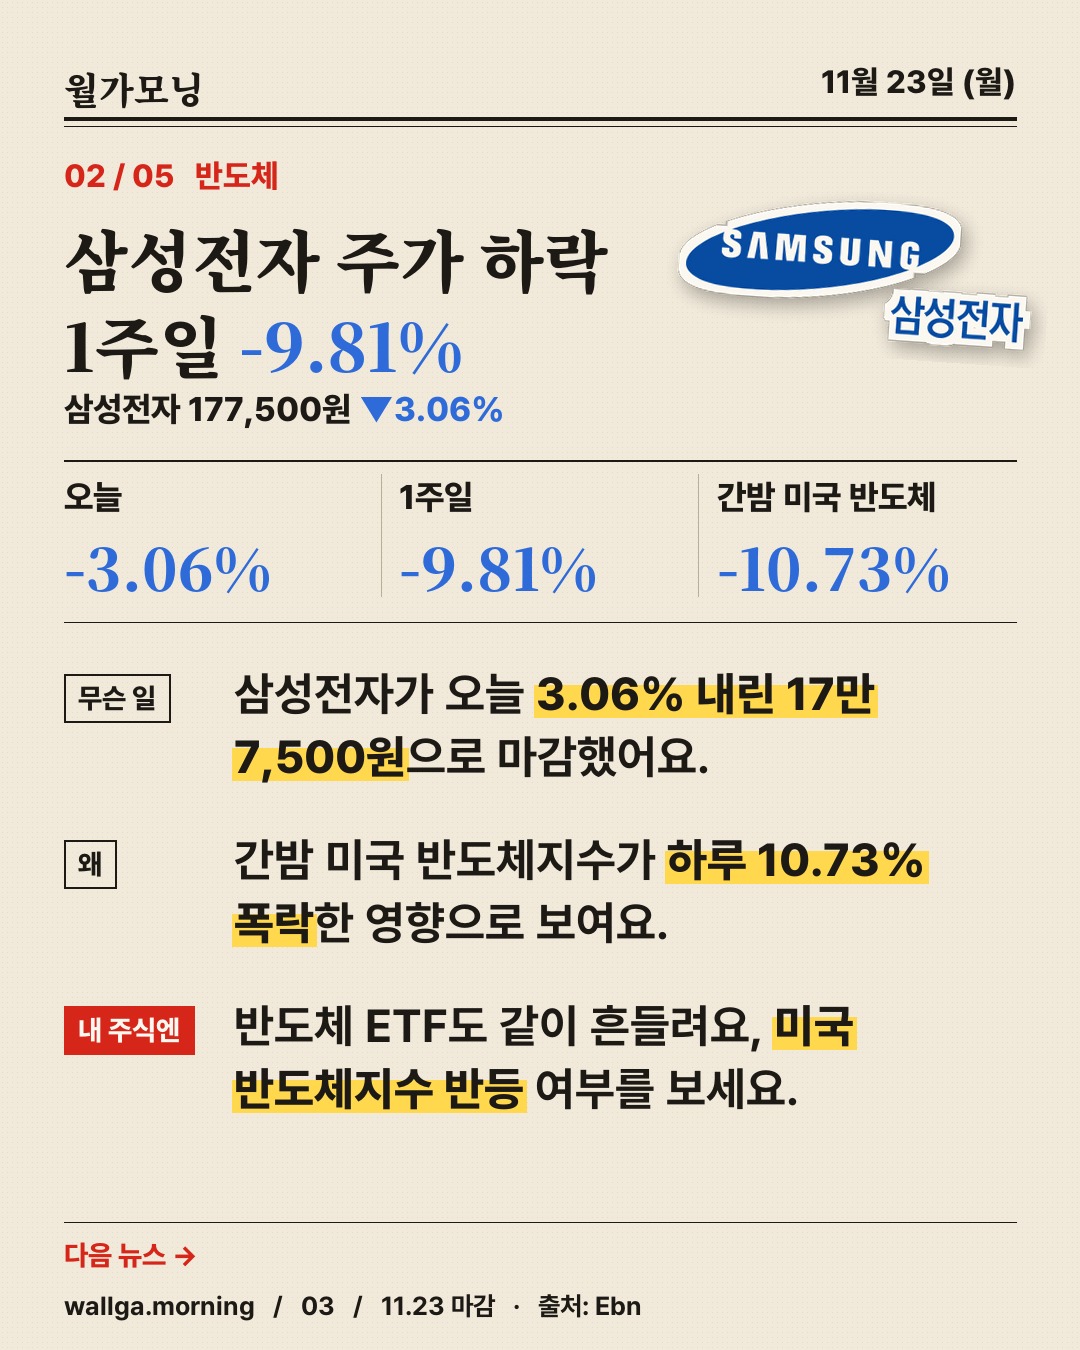 월가모닝
11월 23일 (월)
02 / 05 반도체
삼성전자 주가 하락
1주일 -9.81%
삼성전자 177,500원 ▼3.06%
SAMSUNG
삼성전자
오늘
-3.06%
1주일
-9.81%
간밤 미국 반도체
-10.73%
무슨 일
삼성전자가 오늘 3.06% 내린 17만
7,500원으로 마감했어요.
왜
간밤 미국 반도체지수가 하루 10.73%
폭락한 영향으로 보여요.
내 주식엔
반도체 ETF도 같이 흔들려요, 미국
반도체지수 반등 여부를 보세요.
다음 뉴스 →
wallga.morning / 03 / 11.23 마감 · 출처: Ebn